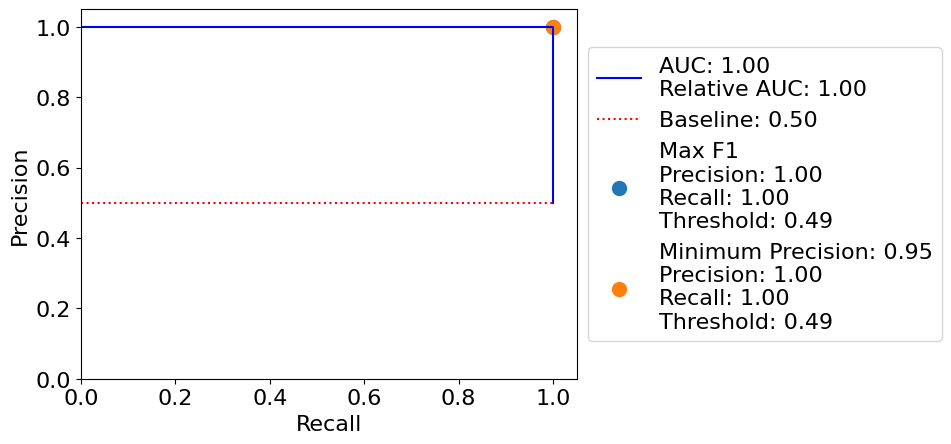 1.0
0.8
0.6
0.4
0.2
0.0
Precision
0.0 0.2 0.4 0.6 0.8 1.0
Recall
AUC: 1.00
Relative AUC: 1.00
Baseline: 0.50
Max F1
Precision: 1.00
Recall: 1.00
Threshold: 0.49
Minimum Precision: 0.95
Precision: 1.00
Recall: 1.00
Threshold: 0.49